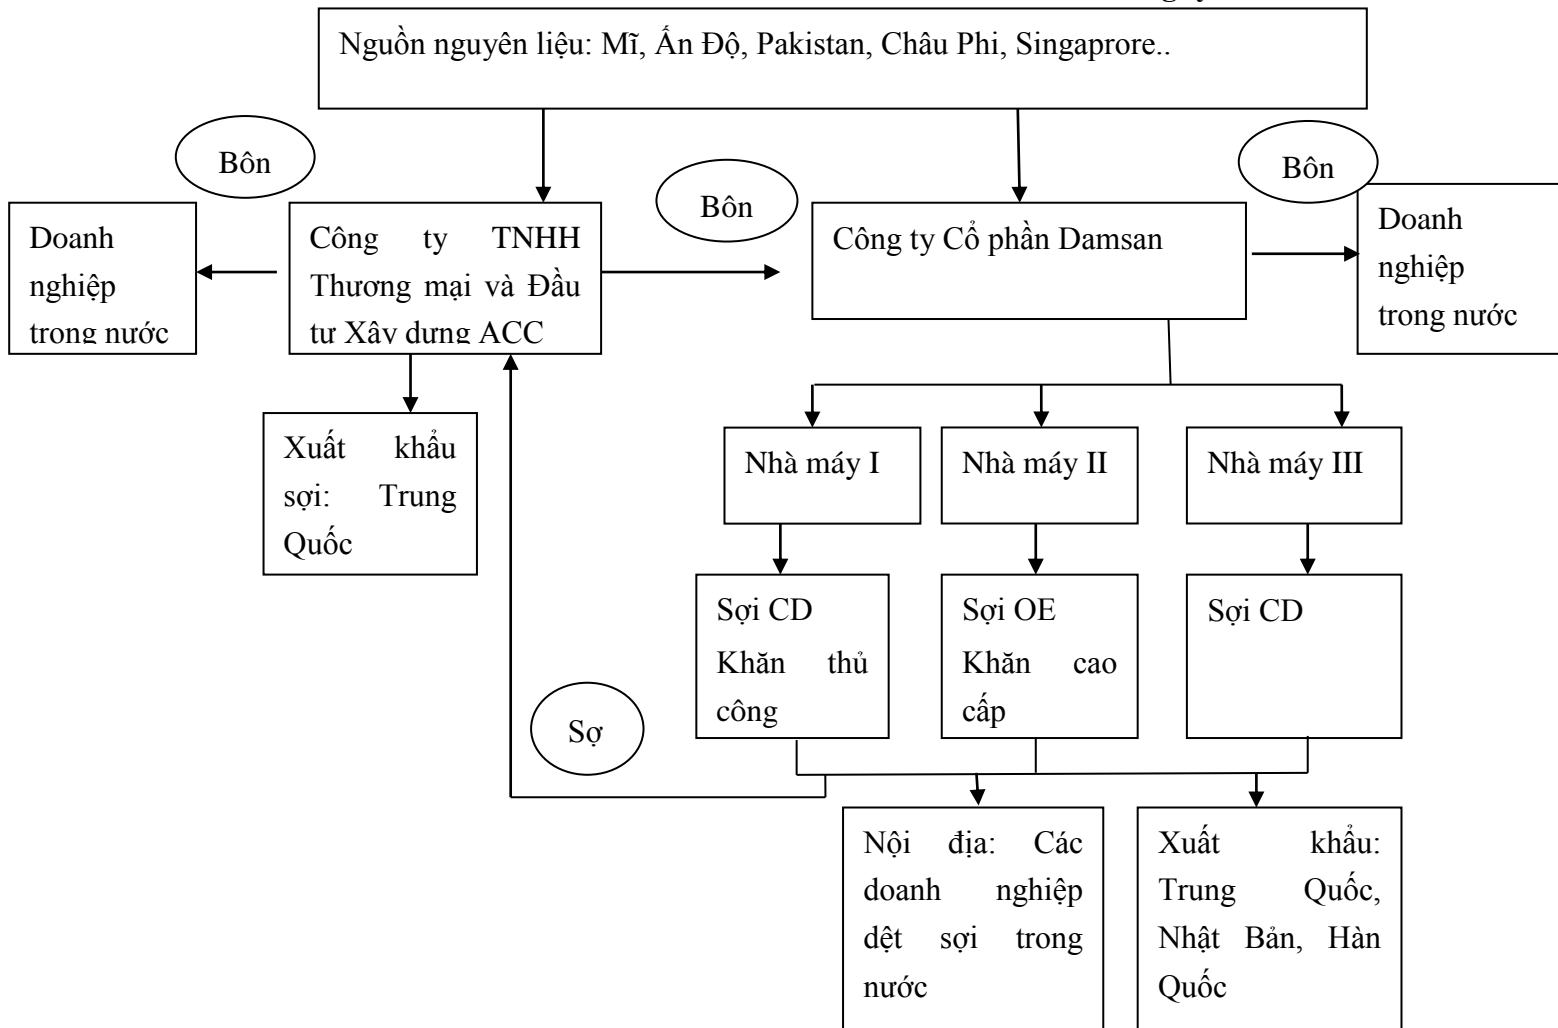 Nguồn nguyên liệu: Mĩ, Ấn Độ, Pakistan, Châu Phi, Singaprore..
Bôn
Bôn
Bôn
Doanh
nghiệp
trong nước
Công ty TNHH
Thương mại và Đầu
tư Xây dựng ACC
Công ty Cổ phần Damsan
Doanh
nghiệp
trong nước
Xuất khẩu
sợi: Trung
Quốc
Nhà máy I
Nhà máy II
Nhà máy III
Sợi CD
Khăn thủ
công
Sợi OE
Khăn cao
cấp
Sợi CD
Sợ
Nội địa: Các
doanh nghiệp
dệt sợi trong
nước
Xuất khẩu:
Trung Quốc,
Nhật Bản, Hàn
Quốc